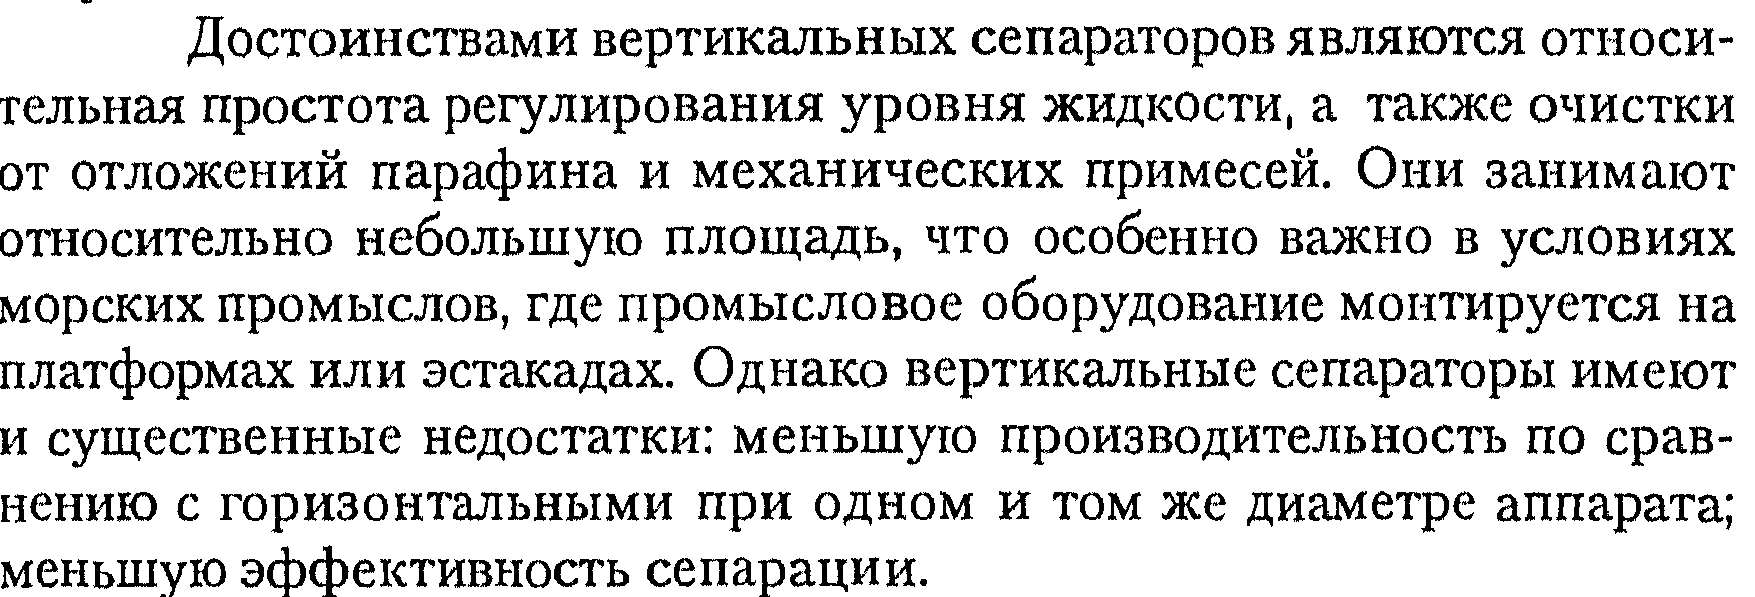 Достоинствами вертикальных сепараторов являются относи-
тельная простота регулирования уровня жидкости, а также очистки
от отложений парафина и механических примесей. Они занимают
относительно небольшую площадь, что особенно важно в условиях
морских промыслов, где промысловое оборудование монтируется на
платформах или эстакадах. Однако вертикальные сепараторы имеют
и существенные недостатки: меньшую производительность по срав-
нению с горизонтальными при одном и том же диаметре аппарата;
меньшую эффективность сепарации.